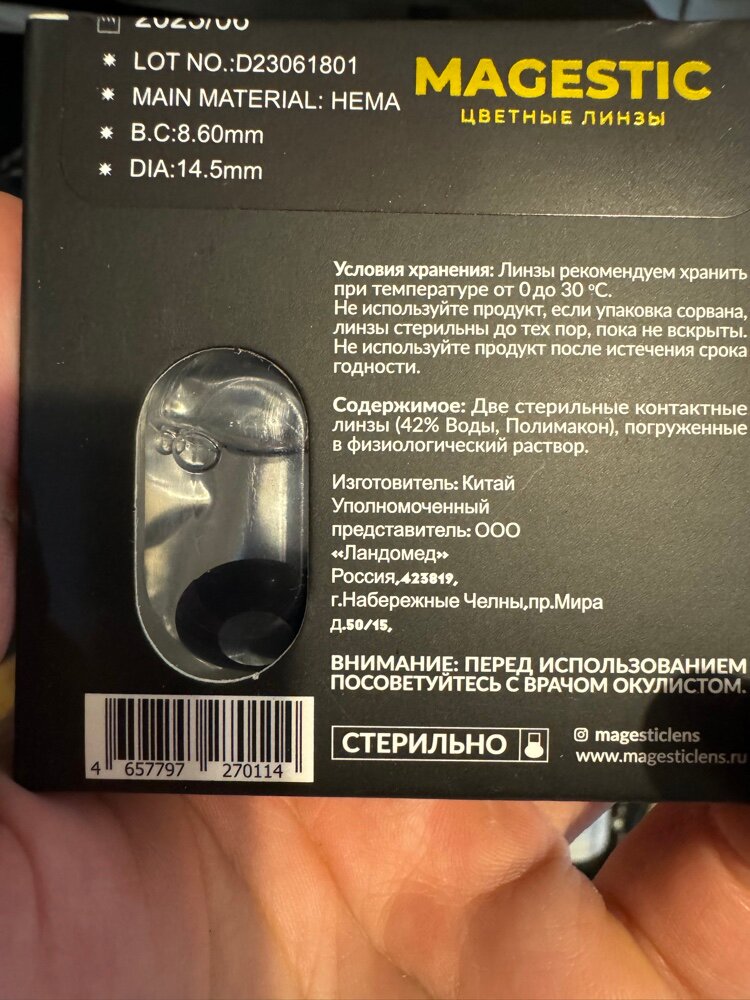 * LOT NO.:D23061801
* MAIN MATERIAL: HEMA
* B.C:8.60mm
* DIA:14.5mm
MAGESTIC
ЦВЕТНЫЕ ЛИНЗЫ
Условия хранения: Линзы рекомендуем хранить
при температуре от 0 до 30 °С.
Не используйте продукт, если упаковка сорвана,
линзы стерильны до тех пор, пока не вскрыты.
Не используйте продукт после истечения срока
годности.
Содержимое: Две стерильные контактные
линзы (42% Воды, Полимакон), погруженные
в физиологический раствор.
Изготовитель: Китай
Уполномоченный
представитель: ООО
«Ландомед»
Россия,423819,
г.Набережные Челны,пр.Мира
д.50/15,
ВНИМАНИЕ: ПЕРЕД ИСПОЛЬЗОВАНИЕМ
ПОСОВЕТУЙТЕСЬ С ВРАЧОМ ОКУЛИСТОМ.
СТЕРИЛЬНО
magesticlens
www.magesticlens.ru
4 657797 270114